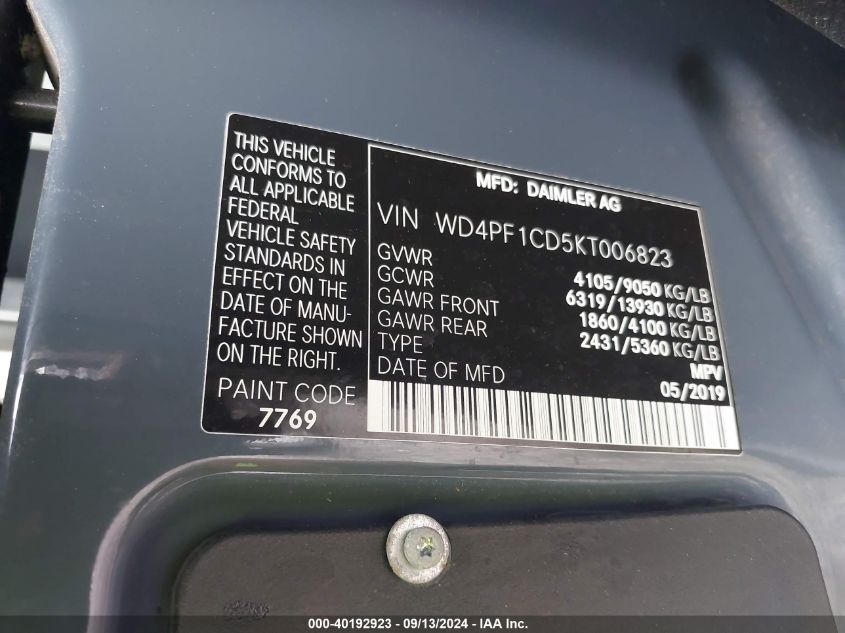 THIS VEHICLE
CONFORMS TO
ALL APPLICABLE
FEDERAL
VEHICLE SAFETY
STANDARDS IN
EFFECT ON THE
DATE OF MANU-
FACTURE SHOWN
ON THE RIGHT.
PAINT CODE
7769
MFD: DAIMLER AG
VIN WD4PF1CD5KT006823
GVWR 4105/9050 KG/LB
GCWR 6319/13930 KG/LB
GAWR FRONT 1860/4100 KG/LB
GAWR REAR 2431/5360 KG/LB
TYPE MPV
DATE OF MFD 05/2019
000-40192923 - 09/13/2024 - IAA Inc.